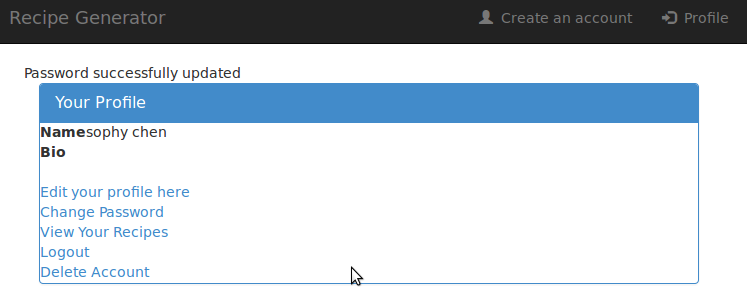 Recipe Generator Create an account Profile
Password successfully updated
Your Profile
Namesophy chen
Bio
Edit your profile here
Change Password
View Your Recipes
Logout
Delete Account